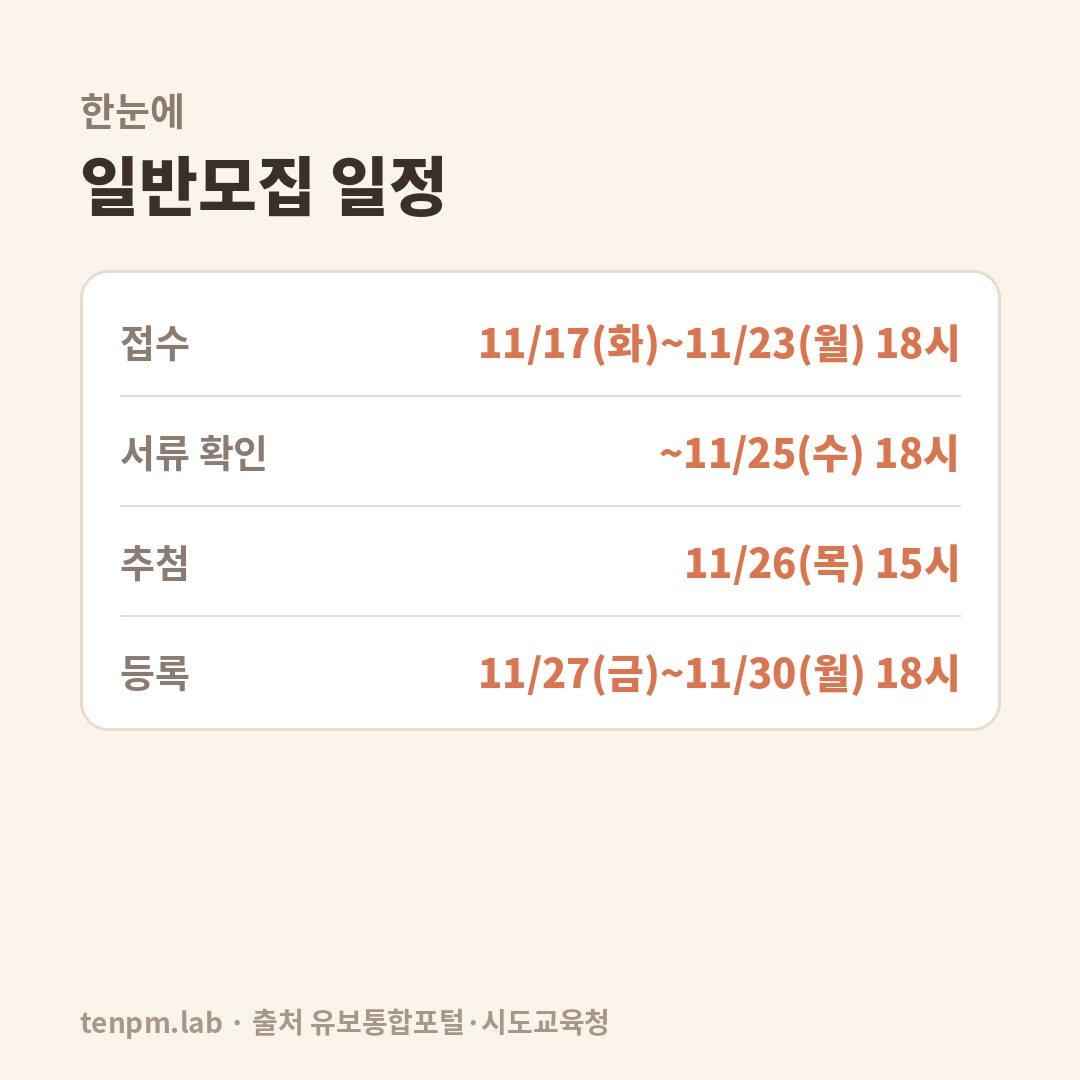 한눈에
일반모집 일정
접수 11/17(화)~11/23(월) 18시
서류 확인 ~11/25(수) 18시
추첨 11/26(목) 15시
등록 11/27(금)~11/30(월) 18시
tenpm.lab · 출처 유보통합포털·시도교육청